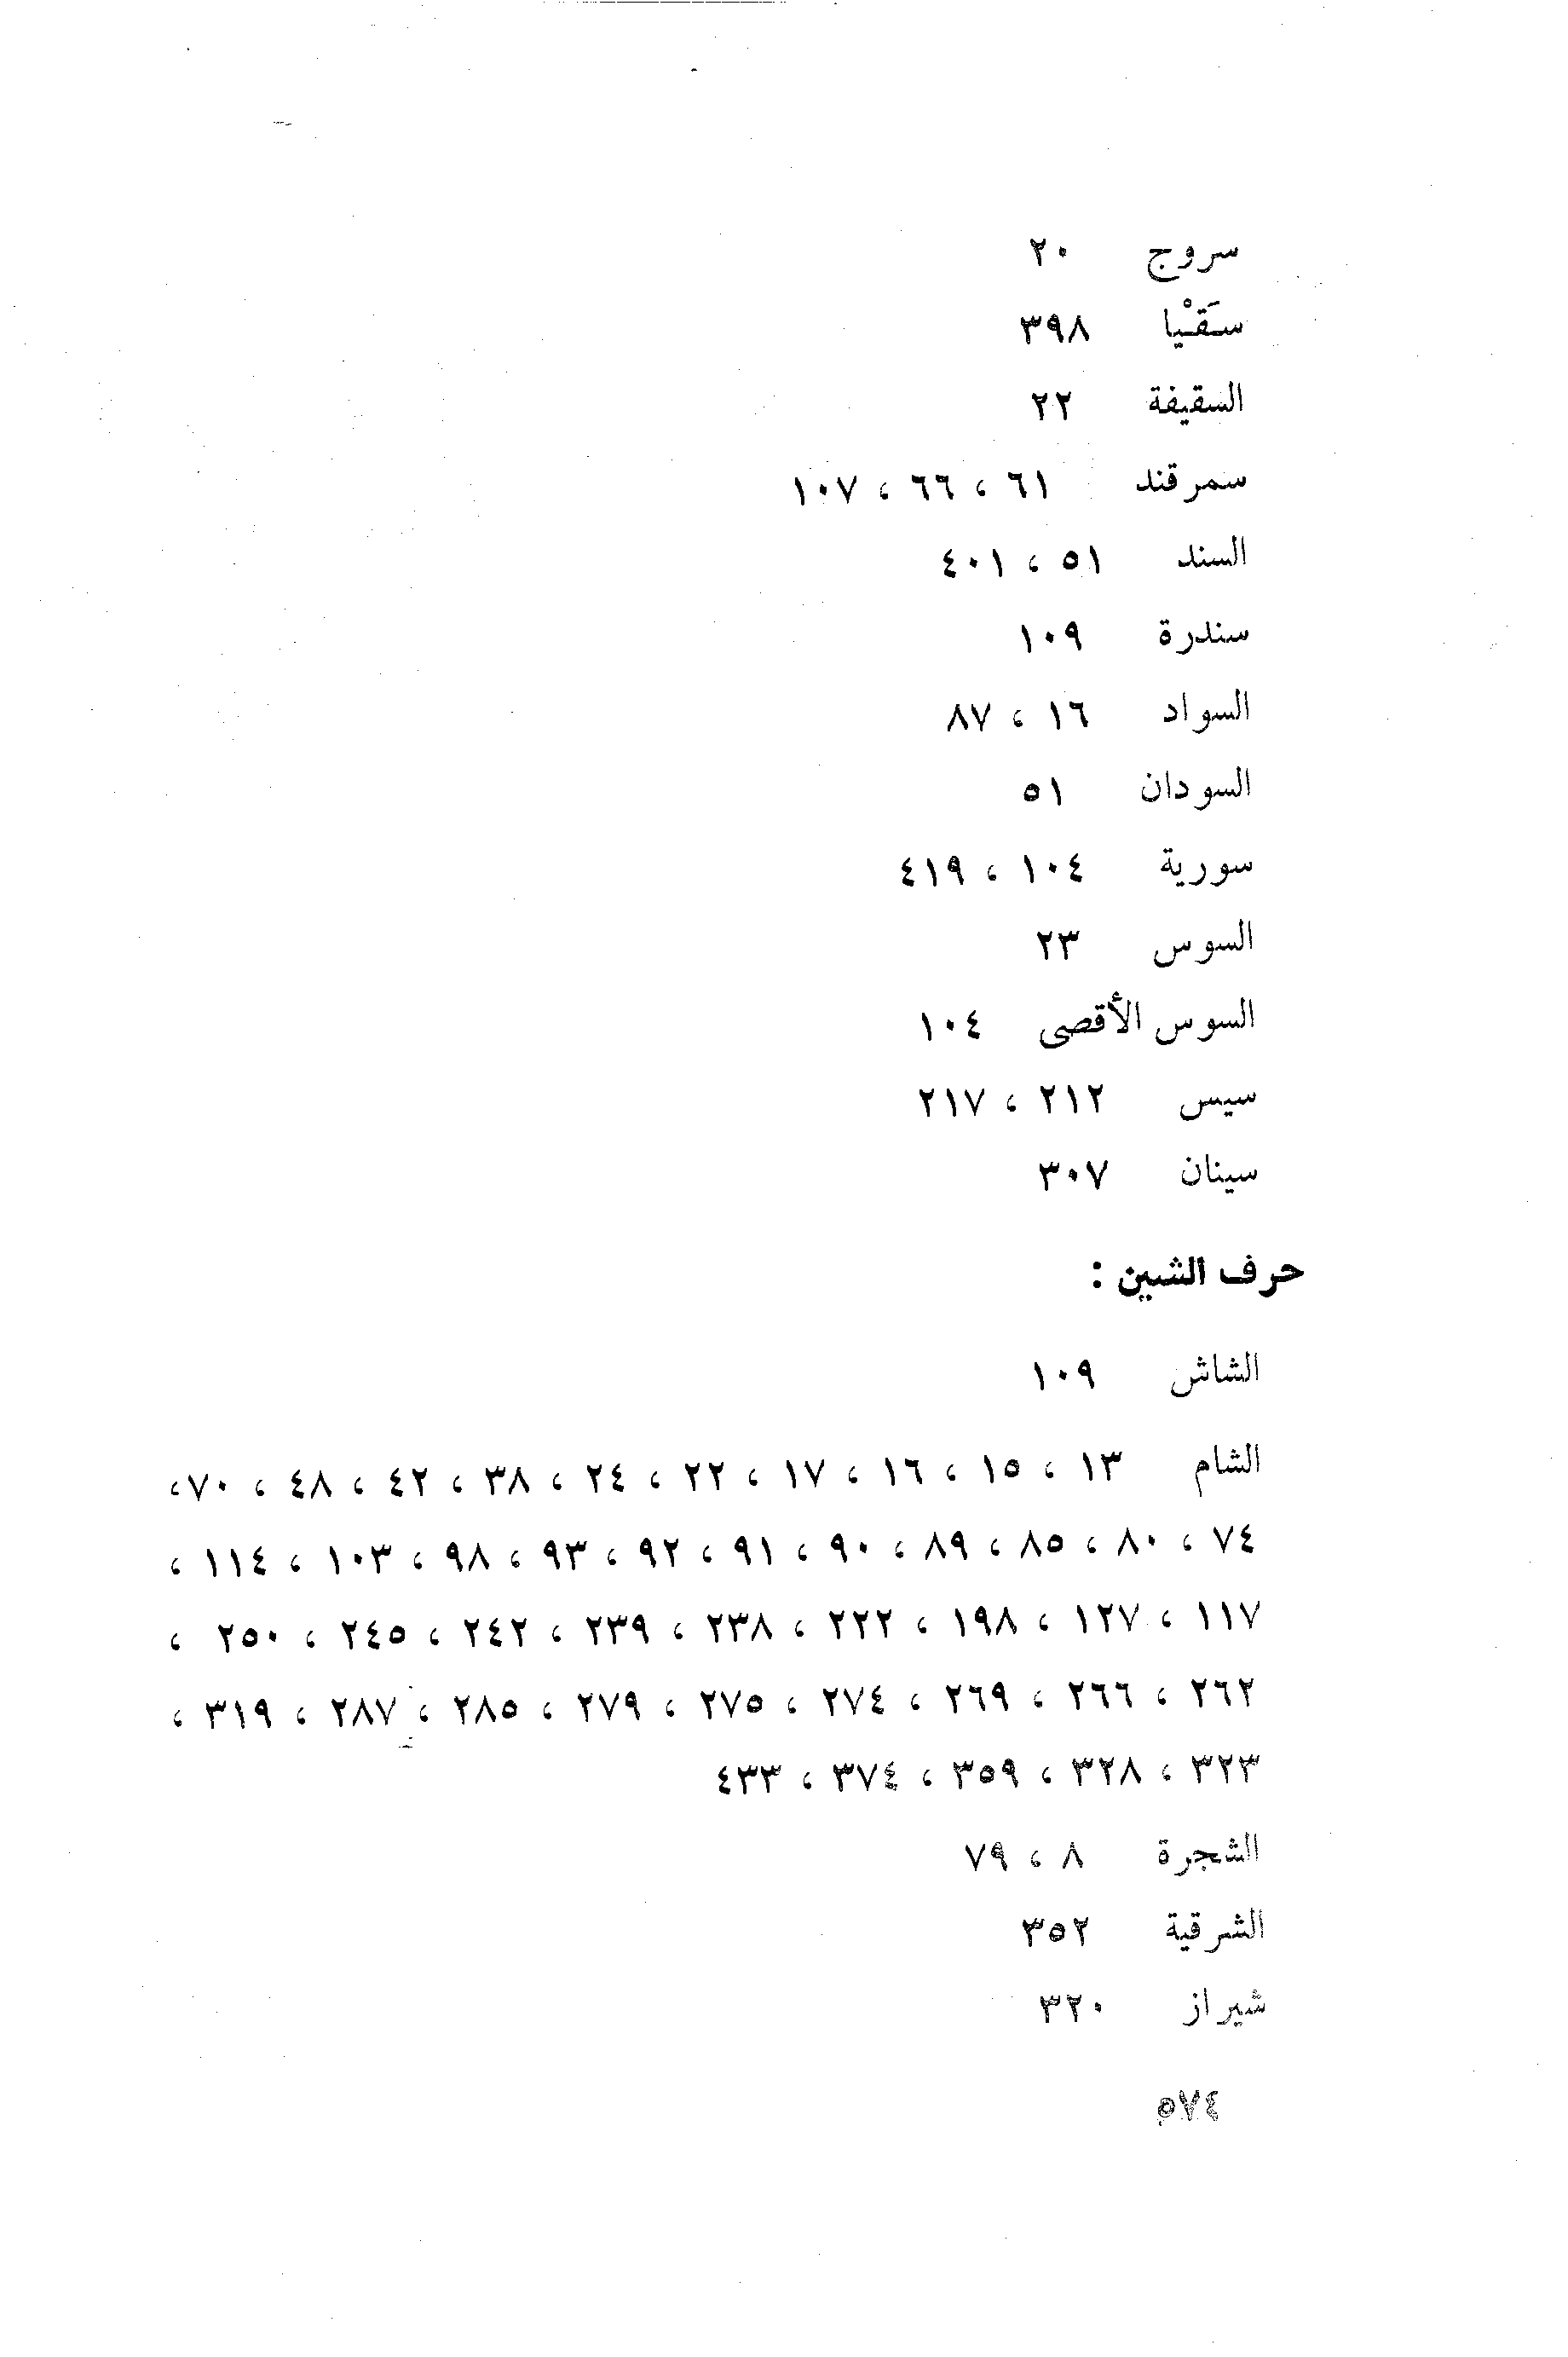 سروج ٢٠
سَقْيا ٣٩٨
السقيفة ٢٢
سمرقند ٦١ ، ٦٦ ، ١٠٧
السند ٥١ ، ٤٠١
سندرة ١٠٩
السواد ١٦ ، ٨٧
السودان ٥١
سورية ١٠٤ ، ٤١٩
السوس ٢٣
السوس الأقصى ١٠٤
سيس ٢١٢ ، ٢١٧
سينان ٣٠٧
حرف الشين :
الشاش ١٠٩
الشام ١٣ ، ١٥ ، ١٦ ، ١٧ ، ٢٢ ، ٢٤ ، ٣٨ ، ٤٢ ، ٤٨ ، ٧٠،
٧٤ ، ٨٠ ، ٨٥ ، ٨٩ ، ٩٠ ، ٩١ ، ٩٢ ، ٩٣ ، ٩٨ ، ١٠٣ ، ١١٤ ،
١١٧ ، ١٢٧ ، ١٩٨ ، ٢٢٢ ، ٢٣٨ ، ٢٣٩ ، ٢٤٢ ، ٢٤٥ ، ٢٥٠ ،
٢٦٢ ، ٢٦٦ ، ٢٦٩ ، ٢٧٤ ، ٢٧٥ ، ٢٧٩ ، ٢٨٥ ، ٢٨٧ ، ٣١٩ ،
٣٢٣ ، ٣٢٨ ، ٣٥٩ ، ٣٧٤ ، ٤٣٣
الشجرة ٨ ، ٧٩
الشرقية ٣٥٢
شيراز ٣٢٠
٥٧٤